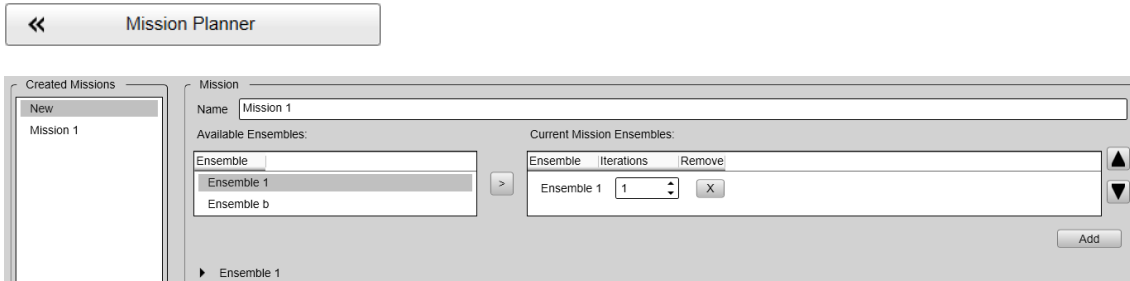 « Mission Planner
Created Missions
New
Mission 1
Mission
Name Mission 1
Available Ensembles:
Ensemble
Ensemble 1
Ensemble b
>
Current Mission Ensembles:
Ensemble Iterations Remove
Ensemble 1 1 X
Add
Ensemble 1